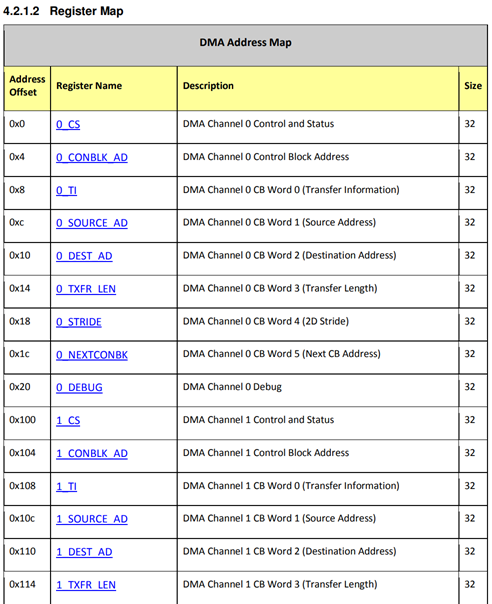 4.2.1.2 Register Map
DMA Address Map
Address Offset Register Name Description Size
0x0 0_CS DMA Channel 0 Control and Status 32
0x4 0_CONBLK_AD DMA Channel 0 Control Block Address 32
0x8 0_TI DMA Channel 0 CB Word 0 (Transfer Information) 32
0xc 0_SOURCE_AD DMA Channel 0 CB Word 1 (Source Address) 32
0x10 0_DEST_AD DMA Channel 0 CB Word 2 (Destination Address) 32
0x14 0_TXFR_LEN DMA Channel 0 CB Word 3 (Transfer Length) 32
0x18 0_STRIDE DMA Channel 0 CB Word 4 (2D Stride) 32
0x1c 0_NEXTCONBK DMA Channel 0 CB Word 5 (Next CB Address) 32
0x20 0_DEBUG DMA Channel 0 Debug 32
0x100 1_CS DMA Channel 1 Control and Status 32
0x104 1_CONBLK_AD DMA Channel 1 Control Block Address 32
0x108 1_TI DMA Channel 1 CB Word 0 (Transfer Information) 32
0x10c 1_SOURCE_AD DMA Channel 1 CB Word 1 (Source Address) 32
0x110 1_DEST_AD DMA Channel 1 CB Word 2 (Destination Address) 32
0x114 1_TXFR_LEN DMA Channel 1 CB Word 3 (Transfer Length) 32